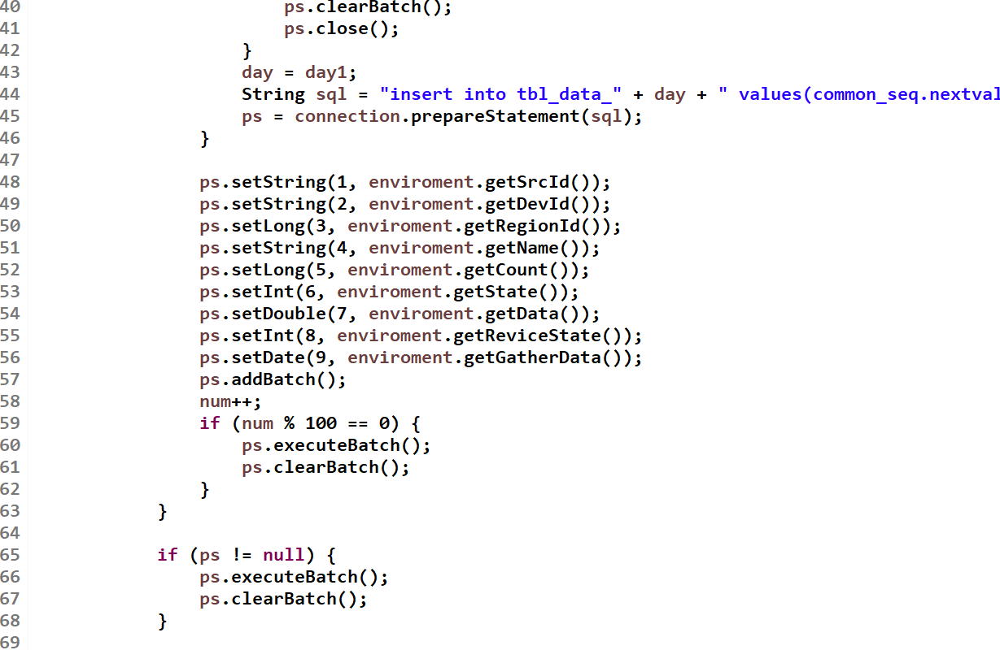 40 ps.clearBatch();
41 ps.close();
42 }
43 day = day1;
44 String sql = "insert into tbl_data_" + day + " values(common_seq.nextval
45 ps = connection.prepareStatement(sql);
46 }
47
48 ps.setString(1, enviroment.getSrcId());
49 ps.setString(2, enviroment.getDevId());
50 ps.setLong(3, enviroment.getRegionId());
51 ps.setString(4, enviroment.getName());
52 ps.setLong(5, enviroment.getCount());
53 ps.setInt(6, enviroment.getState());
54 ps.setDouble(7, enviroment.getData());
55 ps.setInt(8, enviroment.getReviceState());
56 ps.setDate(9, enviroment.getGatherData());
57 ps.addBatch();
58 num++;
59 if (num % 100 == 0) {
60 ps.executeBatch();
61 ps.clearBatch();
62 }
63 }
64
65 if (ps != null) {
66 ps.executeBatch();
67 ps.clearBatch();
68 }
69